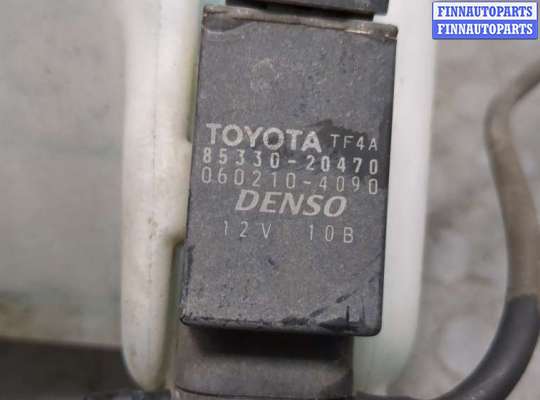 FINNAUTOPARTS
FINNAUTOPARTS
TOYOTA TF4A
85330-20470
060210-4090
DENSO
12V 10B